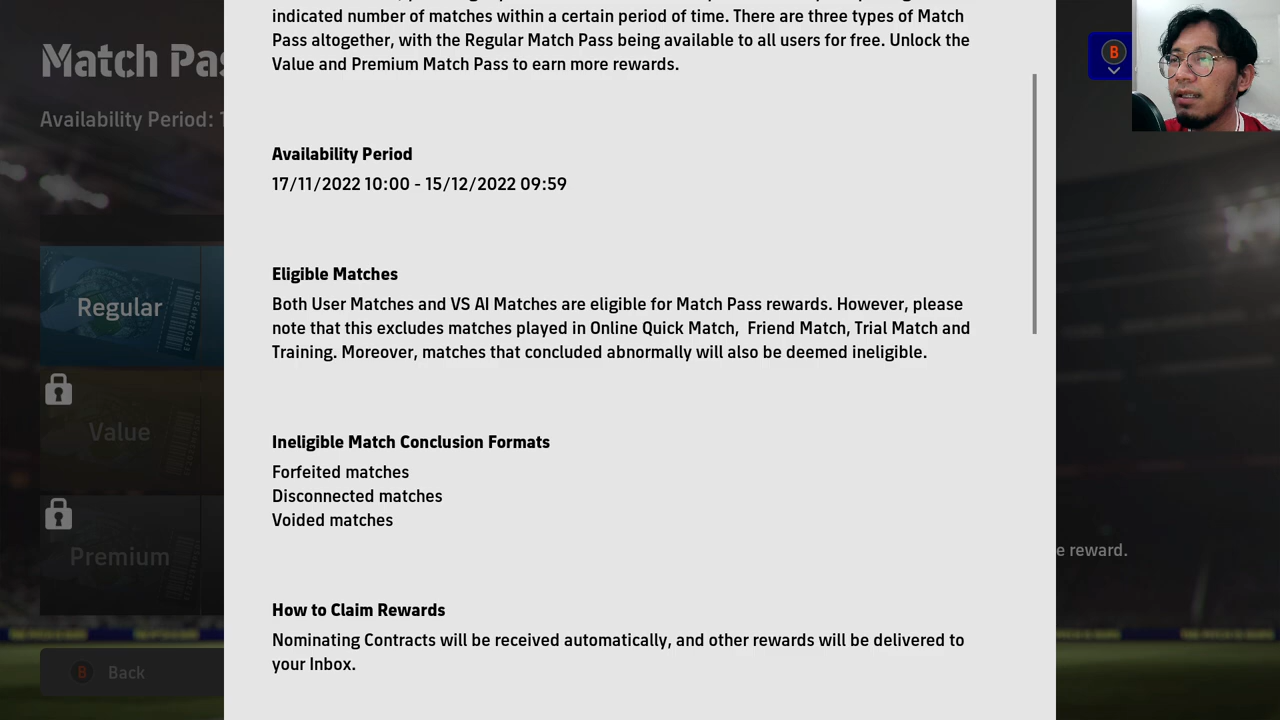 indicated number of matches within a certain period of time. There are three types of Match
Pass altogether, with the Regular Match Pass being available to all users for free. Unlock the
Value and Premium Match Pass to earn more rewards.
Match Pas
Availability Period: 1
B
Availability Period
17/11/2022 10:00 - 15/12/2022 09:59
Eligible Matches
Both User Matches and VS AI Matches are eligible for Match Pass rewards. However, please
note that this excludes matches played in Online Quick Match,  Friend Match, Trial Match and
Training. Moreover, matches that concluded abnormally will also be deemed ineligible.
Regular
Value
Premium
Ineligible Match Conclusion Formats
Forfeited matches
Disconnected matches
Voided matches
e reward.
How to Claim Rewards
Nominating Contracts will be received automatically, and other rewards will be delivered to
your Inbox.
B Back